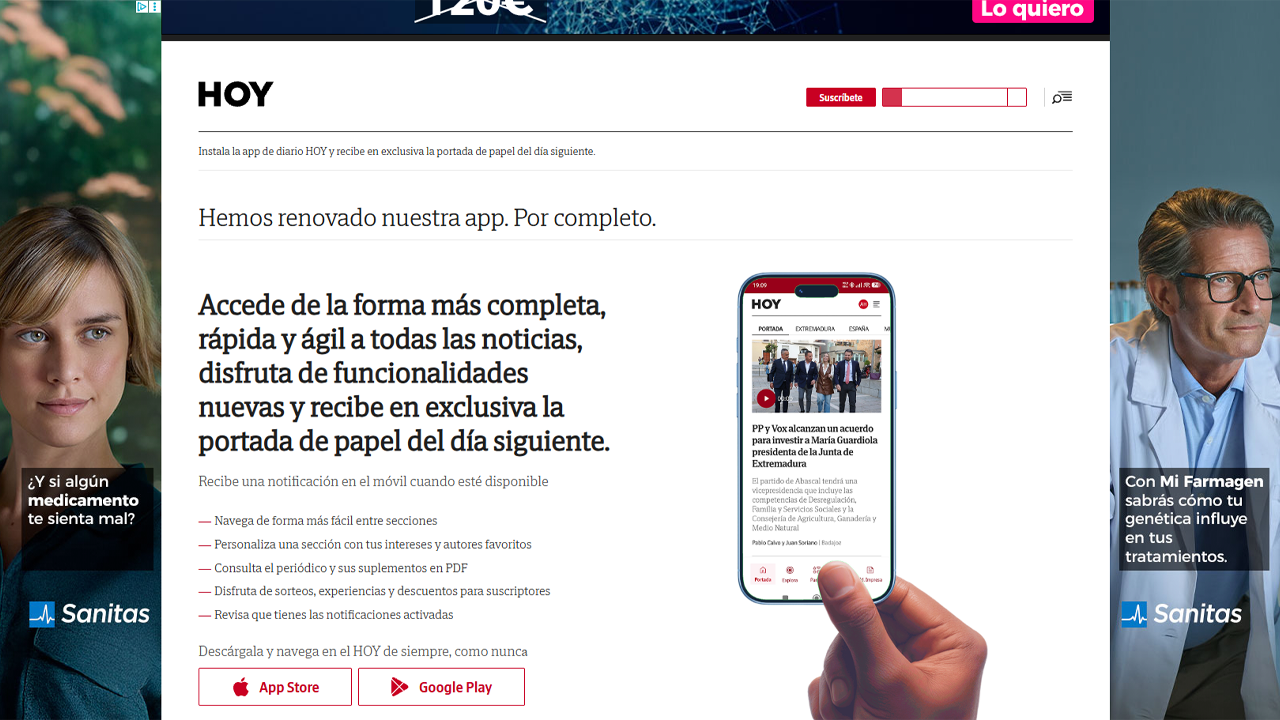 120€
Lo quiero
HOY
Suscríbete
Instala la app de diario HOY y recibe en exclusiva la portada de papel del día siguiente.
Hemos renovado nuestra app. Por completo.
Accede de la forma más completa,
rápida y ágil a todas las noticias,
disfruta de funcionalidades
nuevas y recibe en exclusiva la
portada de papel del día siguiente.
Recibe una notificación en el móvil cuando esté disponible
— Navega de forma más fácil entre secciones
— Personaliza una sección con tus intereses y autores favoritos
— Consulta el periódico y sus suplementos en PDF
— Disfruta de sorteos, experiencias y descuentos para suscriptores
— Revisa que tienes las notificaciones activadas
Descárgala y navega en el HOY de siempre, como nunca
App Store
Google Play
19:09
HOY
PORTADA EXTREMADURA ESPAÑA
PP y Vox alcanzan un acuerdo
para investir a María Guardiola
presidenta de la Junta de
Extremadura
El partido de Abascal tendrá una
vicepresidencia que incluye las
competencias de Desregulación,
Familia y Servicios Sociales y la
Consejería de Agricultura, Ganadería y
Medio Natural
Pablo Calvo y Juan Soriano | Badajoz
Portada Explora
¿Y si algún
medicamento
te sienta mal?
Sanitas
Con Mi Farmagen
sabrás cómo tu
genética influye
en tus
tratamientos.
Sanitas